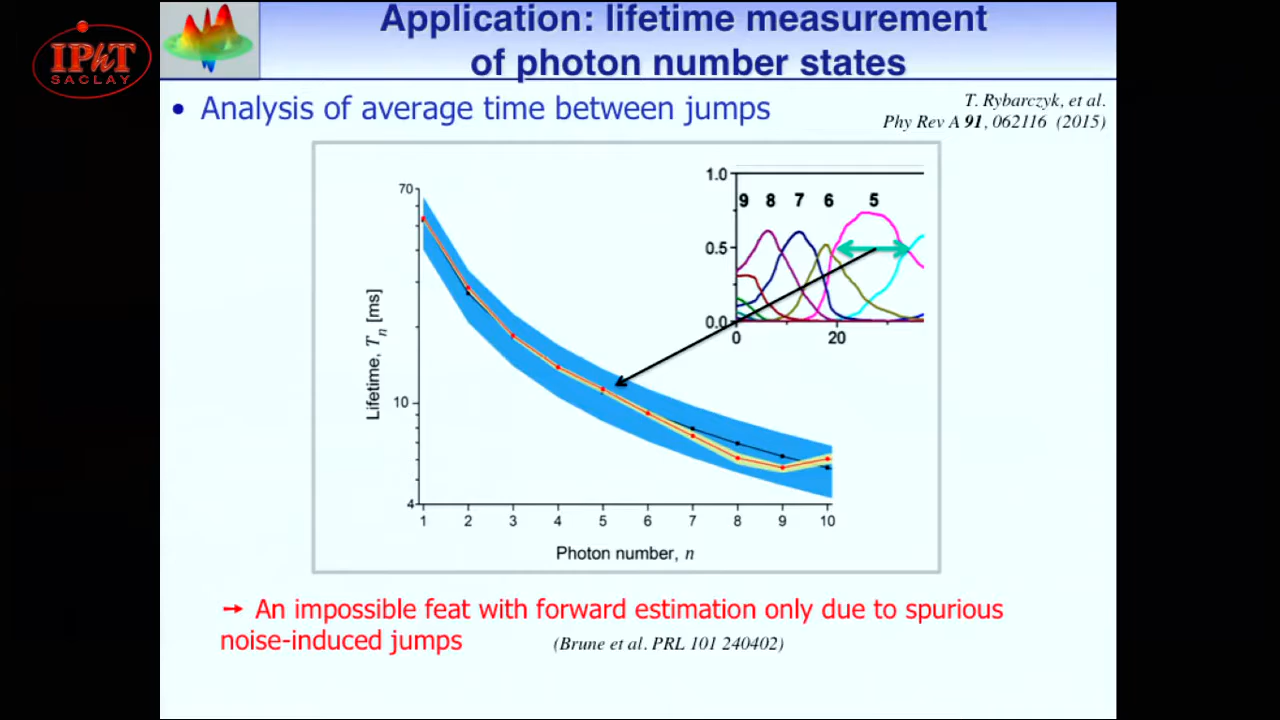 IPhT
SACLAY
Application: lifetime measurement
of photon number states
• Analysis of average time between jumps
T. Rybarczyk, et al.
Phy Rev A 91, 062116 (2015)
1.0
9 8 7 6 5
0.5
0.0
0 20
70
10
4
Lifetime, Tn [ms]
1 2 3 4 5 6 7 8 9 10
Photon number, n
➙ An impossible feat with forward estimation only due to spurious
noise-induced jumps (Brune et al. PRL 101 240402)